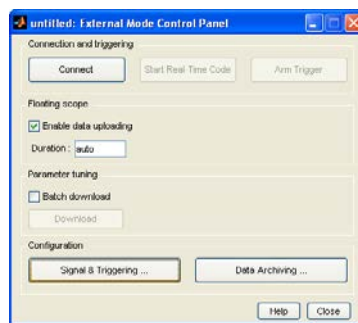 untitled: External Mode Control Panel
Connection and triggering
Connect Start Real-Time Code Arm Trigger
Floating scope
Enable data uploading
Duration : auto
Parameter tuning
Batch download
Download
Configuration
Signal & Triggering ... Data Archiving ...
Help Close